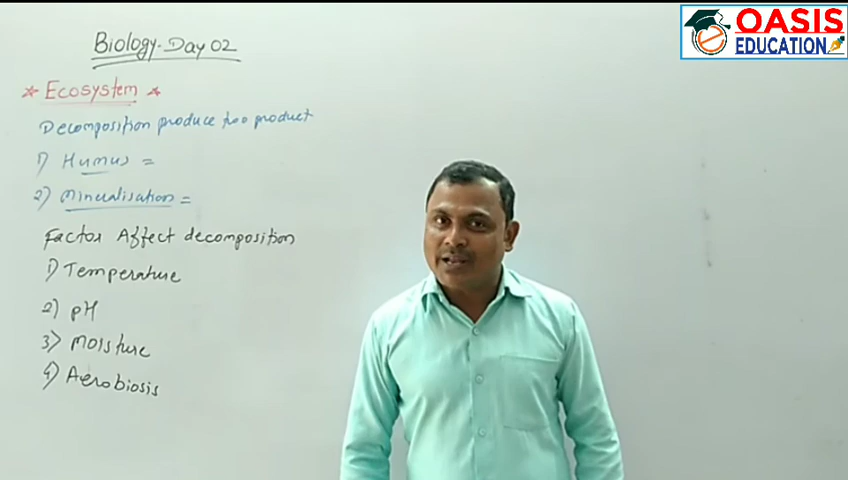 OASIS
EDUCATION
Biology-Day 02
Ecosystem
Decomposition produce two product
1) Humus =
2) Mineralisation =
Factor Affect decomposition
1) Temperature
2) pH
3) Moisture
4) Aerobiosis